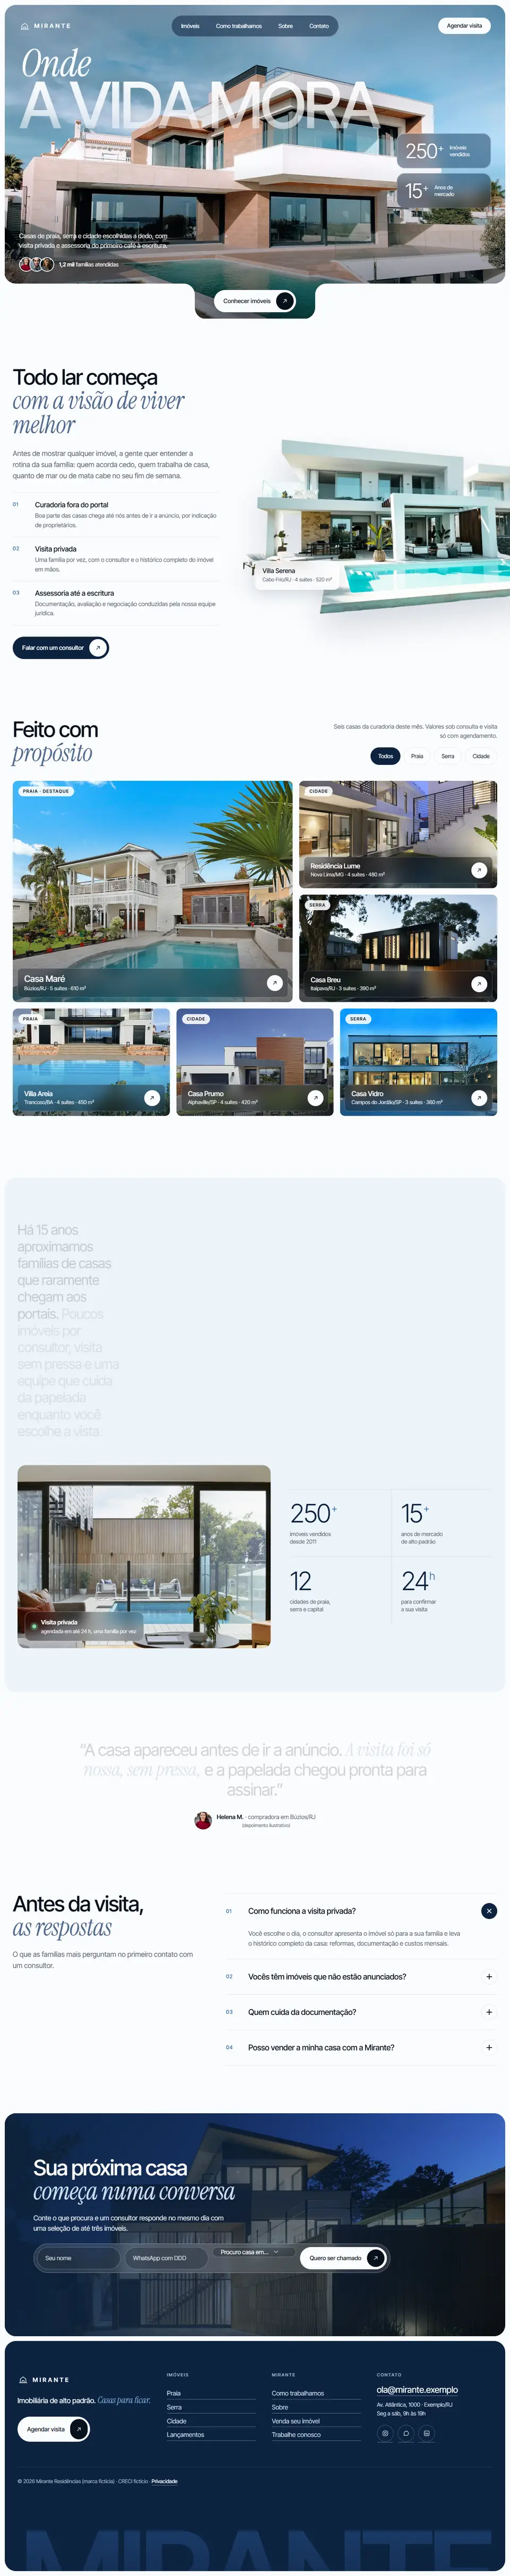 MIRANTE
Imóveis
Como trabalhamos
Sobre
Contato
Agendar visita
Onde
A VIDA MORA
250+
Imóveis
vendidos
15+
Anos de
mercado
Casas de praia, serra e cidade escolhidas a dedo, com
visita privada e assessoria do primeiro café à escritura.
1,2 mil famílias atendidas
Conhecer imóveis
Todo lar começa
com a visão de viver
melhor
Antes de mostrar qualquer imóvel, a gente quer entender a
rotina da sua família: quem acorda cedo, quem trabalha de casa,
quanto de mar ou de mata cabe no seu fim de semana.
01
Curadoria fora do portal
Boa parte das casas chega até nós antes de ir a anúncio, por indicação
de proprietários.
02
Visita privada
Uma família por vez, com o consultor e o histórico completo do imóvel
em mãos.
03
Assessoria até a escritura
Documentação, avaliação e negociação conduzidas pela nossa equipe
jurídica.
Falar com um consultor
Villa Serena
Cabo Frio/RJ · 4 suítes · 520 m²
Feito com
propósito
Seis casas da curadoria deste mês. Valores sob consulta e visita
só com agendamento.
Todos
Praia
Serra
Cidade
PRAIA · DESTAQUE
Casa Maré
Búzios/RJ · 5 suítes · 610 m²
CIDADE
Residência Lume
Nova Lima/MG · 4 suítes · 480 m²
SERRA
Casa Breu
Itaipava/RJ · 3 suítes · 390 m²
PRAIA
Villa Areia
Trancoso/BA · 4 suítes · 450 m²
CIDADE
Casa Prumo
Alphaville/SP · 4 suítes · 420 m²
SERRA
Casa Vidro
Campos do Jordão/SP · 3 suítes · 360 m²
Há 15 anos
aproximamos
famílias de casas
que raramente
chegam aos
portais. Poucos
imóveis por
consultor, visita
sem pressa e uma
equipe que cuida
da papelada
enquanto você
escolhe a vista.
Visita privada
agendada em até 24 h, uma família por vez
250+
imóveis vendidos
desde 2011
15+
anos de mercado
de alto padrão
12
cidades de praia,
serra e capital
24h
para confirmar
a sua visita
“A casa apareceu antes de ir a anúncio. A visita foi só
nossa, sem pressa, e a papelada chegou pronta para
assinar.”
Helena M. · compradora em Búzios/RJ
(depoimento ilustrativo)
Antes da visita,
as respostas
O que as famílias mais perguntam no primeiro contato com
um consultor.
01
Como funciona a visita privada?
Você escolhe o dia, o consultor apresenta o imóvel só para a sua família e leva
o histórico completo da casa: reformas, documentação e custos mensais.
02
Vocês têm imóveis que não estão anunciados?
03
Quem cuida da documentação?
04
Posso vender a minha casa com a Mirante?
Sua próxima casa
começa numa conversa
Conte o que procura e um consultor responde no mesmo dia com
uma seleção de até três imóveis.
Seu nome
WhatsApp com DDD
Procuro casa em...
Quero ser chamado
MIRANTE
Imobiliária de alto padrão. Casas para ficar.
Agendar visita
IMÓVEIS
Praia
Serra
Cidade
Lançamentos
MIRANTE
Como trabalhamos
Sobre
Venda seu imóvel
Trabalhe conosco
CONTATO
ola@mirante.exemplo
Av. Atlântica, 1000 · Exemplo/RJ
Seg a sáb, 9h às 19h
© 2026 Mirante Residências (marca fictícia) · CRECI fictício · Privacidade
MIRANTE